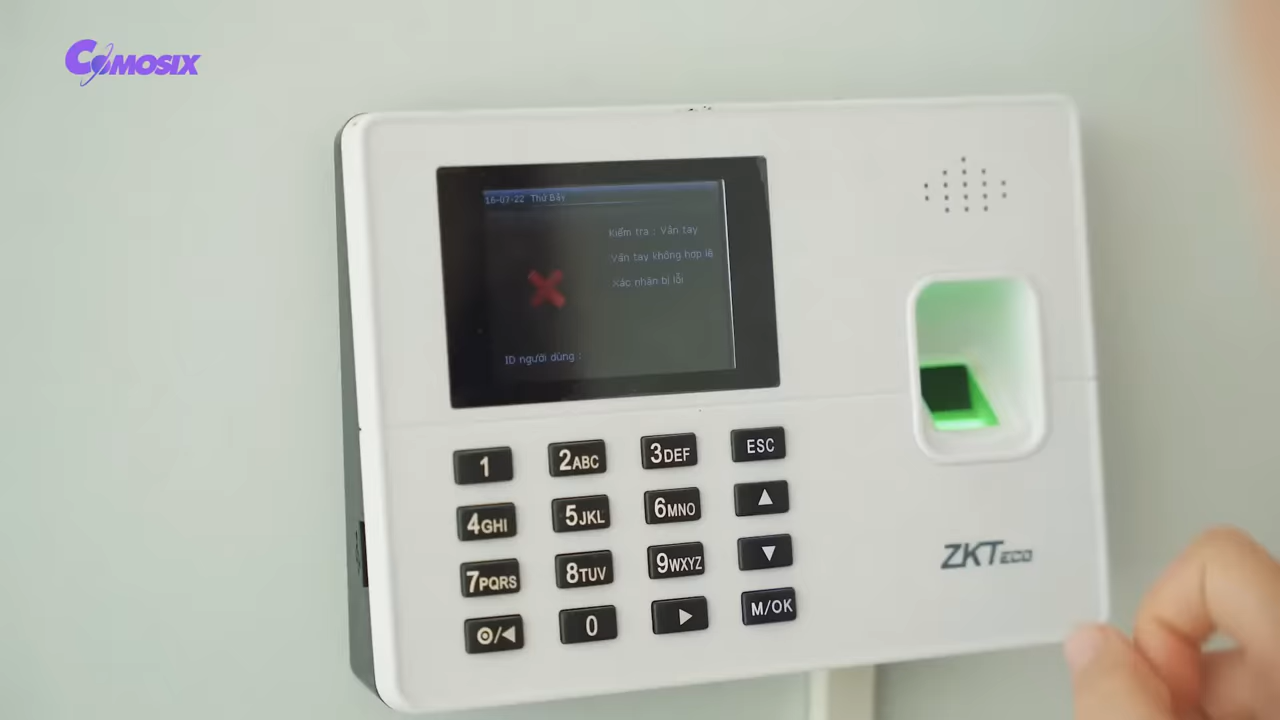 COMOSIX
16-07-22 Thứ Bảy
Kiểm tra : Vân tay
Vân tay không hợp lệ
Xác nhận bị lỗi
ID người dùng :
1 2ABC 3DEF ESC
4GHI 5JKL 6MNO ▲
7PQRS 8TUV 9WXYZ ▼
⊙/◀ 0 ▶ M/OK
ZKTECO